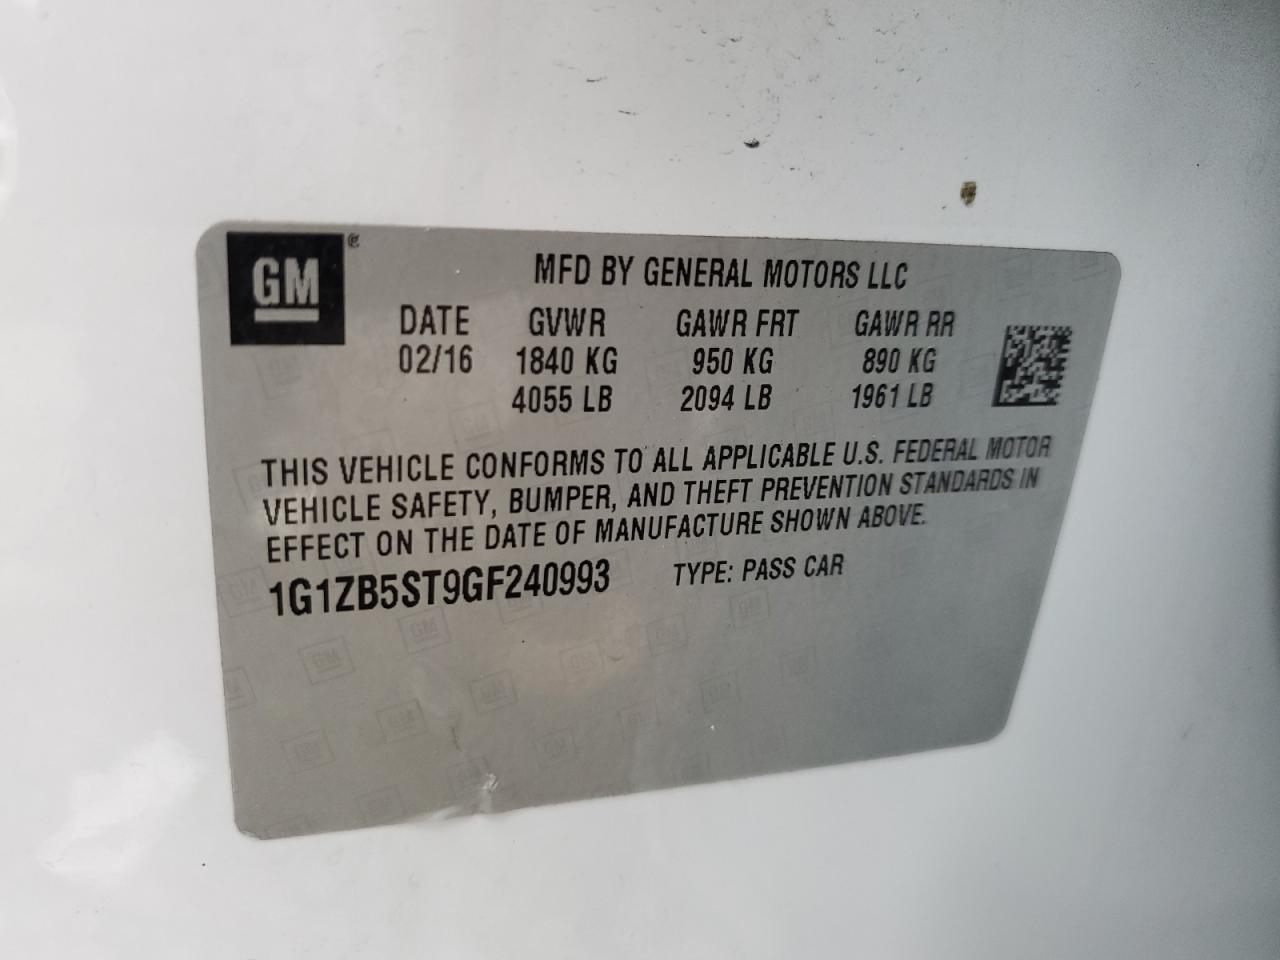 GM
MFD BY GENERAL MOTORS LLC
DATE GVWR GAWR FRT GAWR RR
02/16 1840 KG 950 KG 890 KG
4055 LB 2094 LB 1961 LB
THIS VEHICLE CONFORMS TO ALL APPLICABLE U.S. FEDERAL MOTOR
VEHICLE SAFETY, BUMPER, AND THEFT PREVENTION STANDARDS IN
EFFECT ON THE DATE OF MANUFACTURE SHOWN ABOVE.
1G1ZB5ST9GF240993 TYPE: PASS CAR